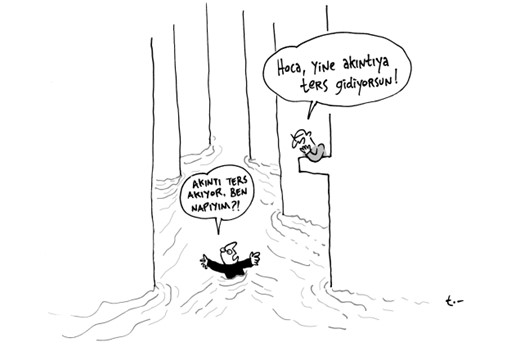 Hoca, yine akıntıya
ters gidiyorsun!
AKINTI TERS
AKIYOR, BEN
NAPIYIM?!
t.–